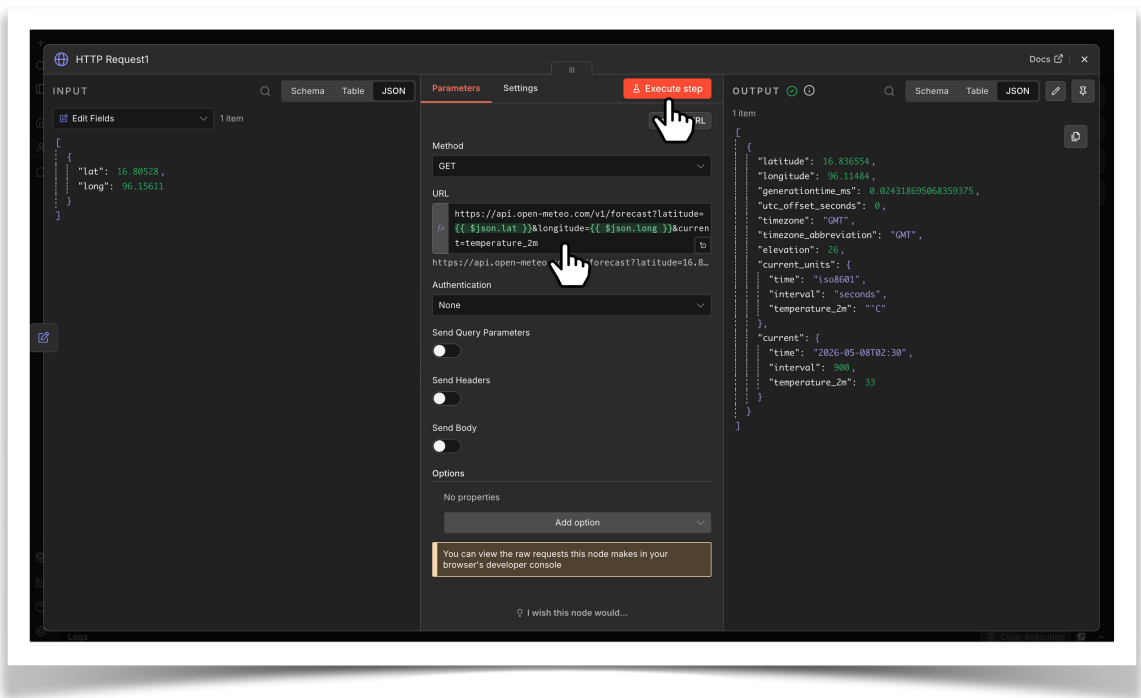 HTTP Request1
Docs
INPUT
Schema Table JSON
Edit Fields
1 item
[
{
"lat": 16.80528,
"long": 96.15611
}
]
Parameters Settings
Execute step
RL
Method
GET
URL
fx
https://api.open-meteo.com/v1/forecast?latitude=
{{ $json.lat }}&longitude={{ $json.long }}&curren
t=temperature_2m
https://api.open-meteo forecast?latitude=16.8…
Authentication
None
Send Query Parameters
Send Headers
Send Body
Options
No properties
Add option
You can view the raw requests this node makes in your
browser's developer console
I wish this node would...
OUTPUT
Schema Table JSON
1 item
[
{
"latitude": 16.836554,
"longitude": 96.11484,
"generationtime_ms": 0.024318695068359375,
"utc_offset_seconds": 0,
"timezone": "GMT",
"timezone_abbreviation": "GMT",
"elevation": 26,
"current_units": {
"time": "iso8601",
"interval": "seconds",
"temperature_2m": "°C"
},
"current": {
"time": "2026-05-08T02:30",
"interval": 900,
"temperature_2m": 33
}
}
]
Logs
Clear execution